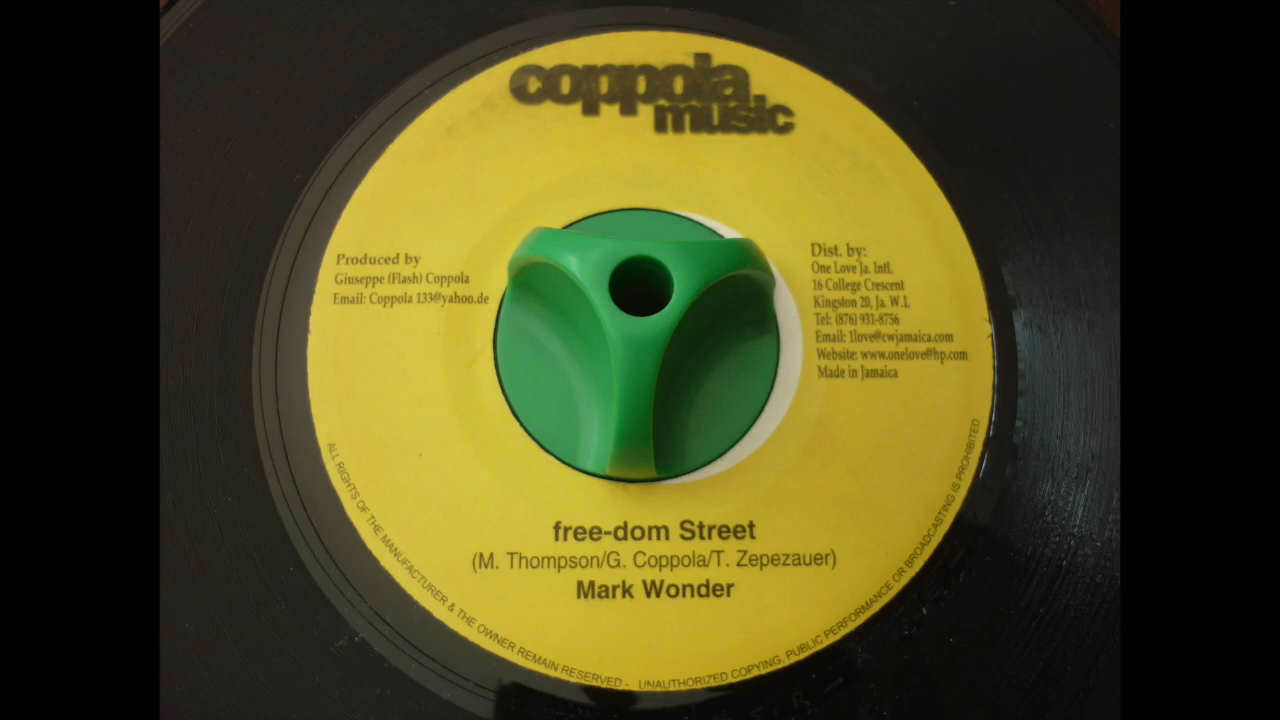 coppola
music
Produced by
Giuseppe (Flash) Coppola
Email: Coppola 133@yahoo.de
Dist. by:
One Love Ja. Intl.
16 College Crescent
Kingston 20, Ja. W.I.
Tel: (876) 931-8756
Email: 1love@cwjamaica.com
Website: www.onelove@hp.com
Made in Jamaica
free-dom Street
(M. Thompson/G. Coppola/T. Zepezauer)
Mark Wonder
ALL RIGHTS OF THE MANUFACTURER & THE OWNER REMAIN RESERVED - UNAUTHORIZED COPYING, PUBLIC PERFORMANCE OR BROADCASTING IS PROHIBITED